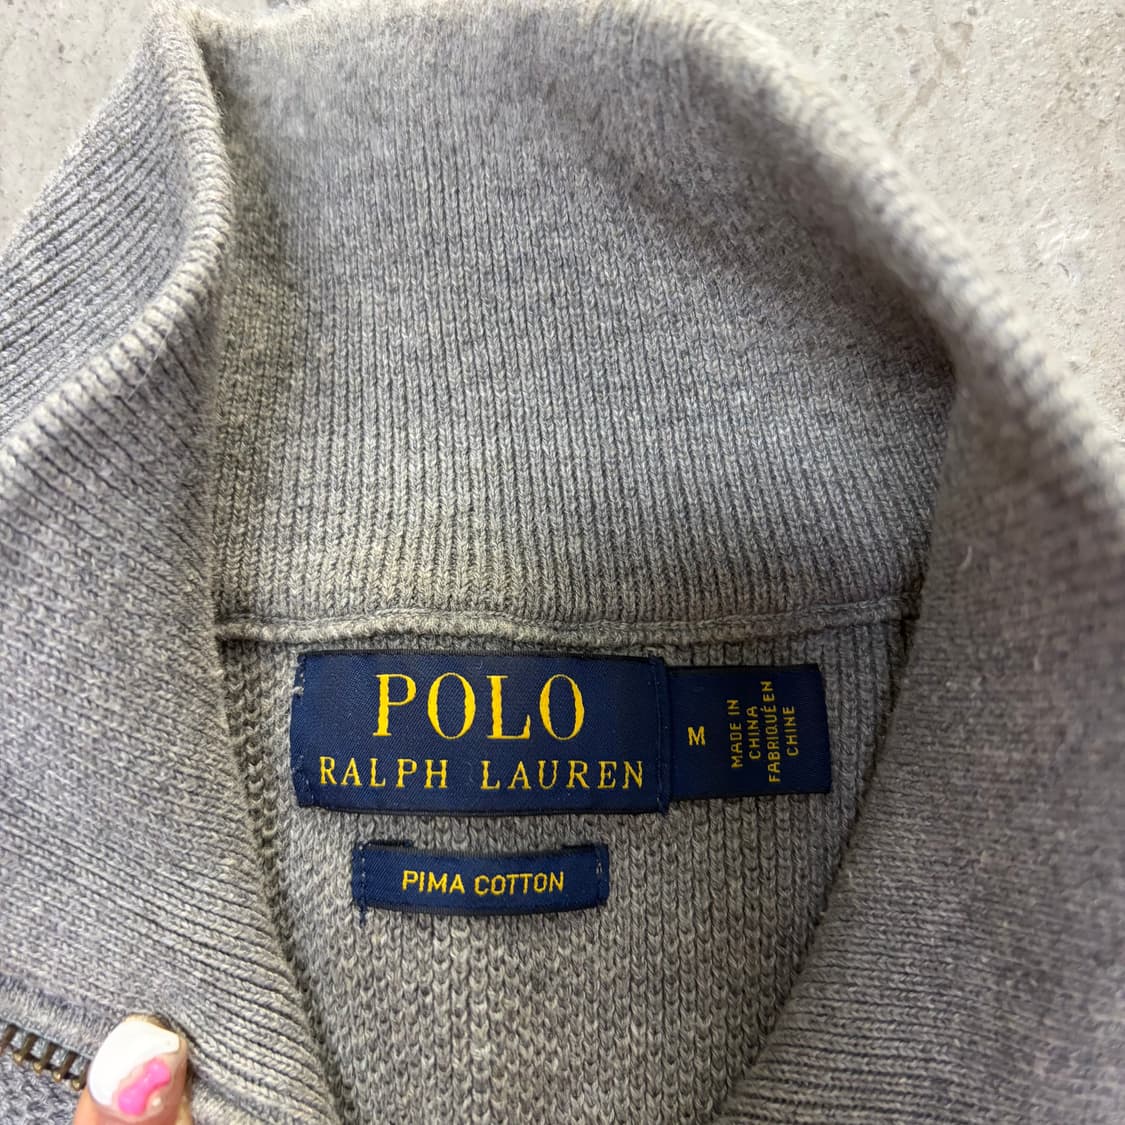 POLO
RALPH LAUREN
M
MADE IN
CHINA
FABRIQUÉ EN
CHINE
PIMA COTTON